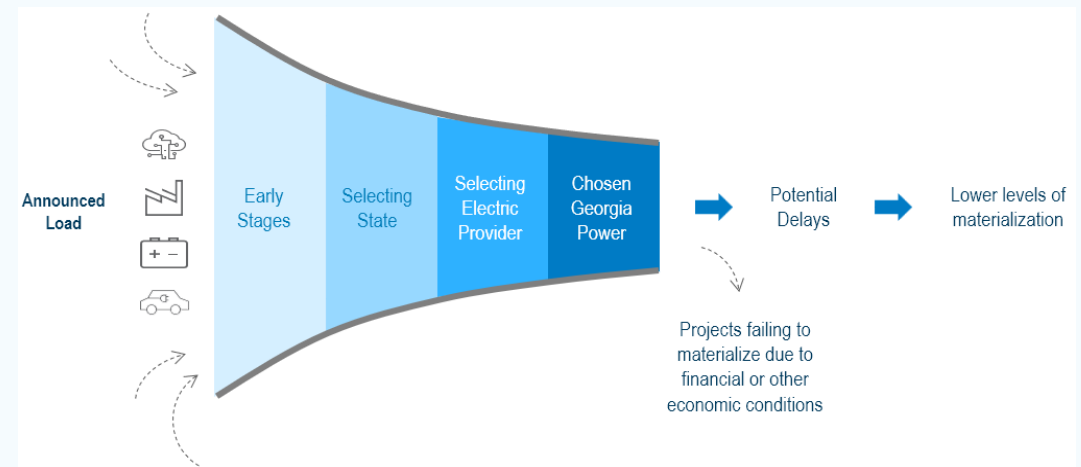 Announced
Load
Early
Stages
Selecting
State
Selecting
Electric
Provider
Chosen
Georgia
Power
Potential
Delays
Lower levels of
materialization
Projects failing to
materialize due to
financial or other
economic conditions